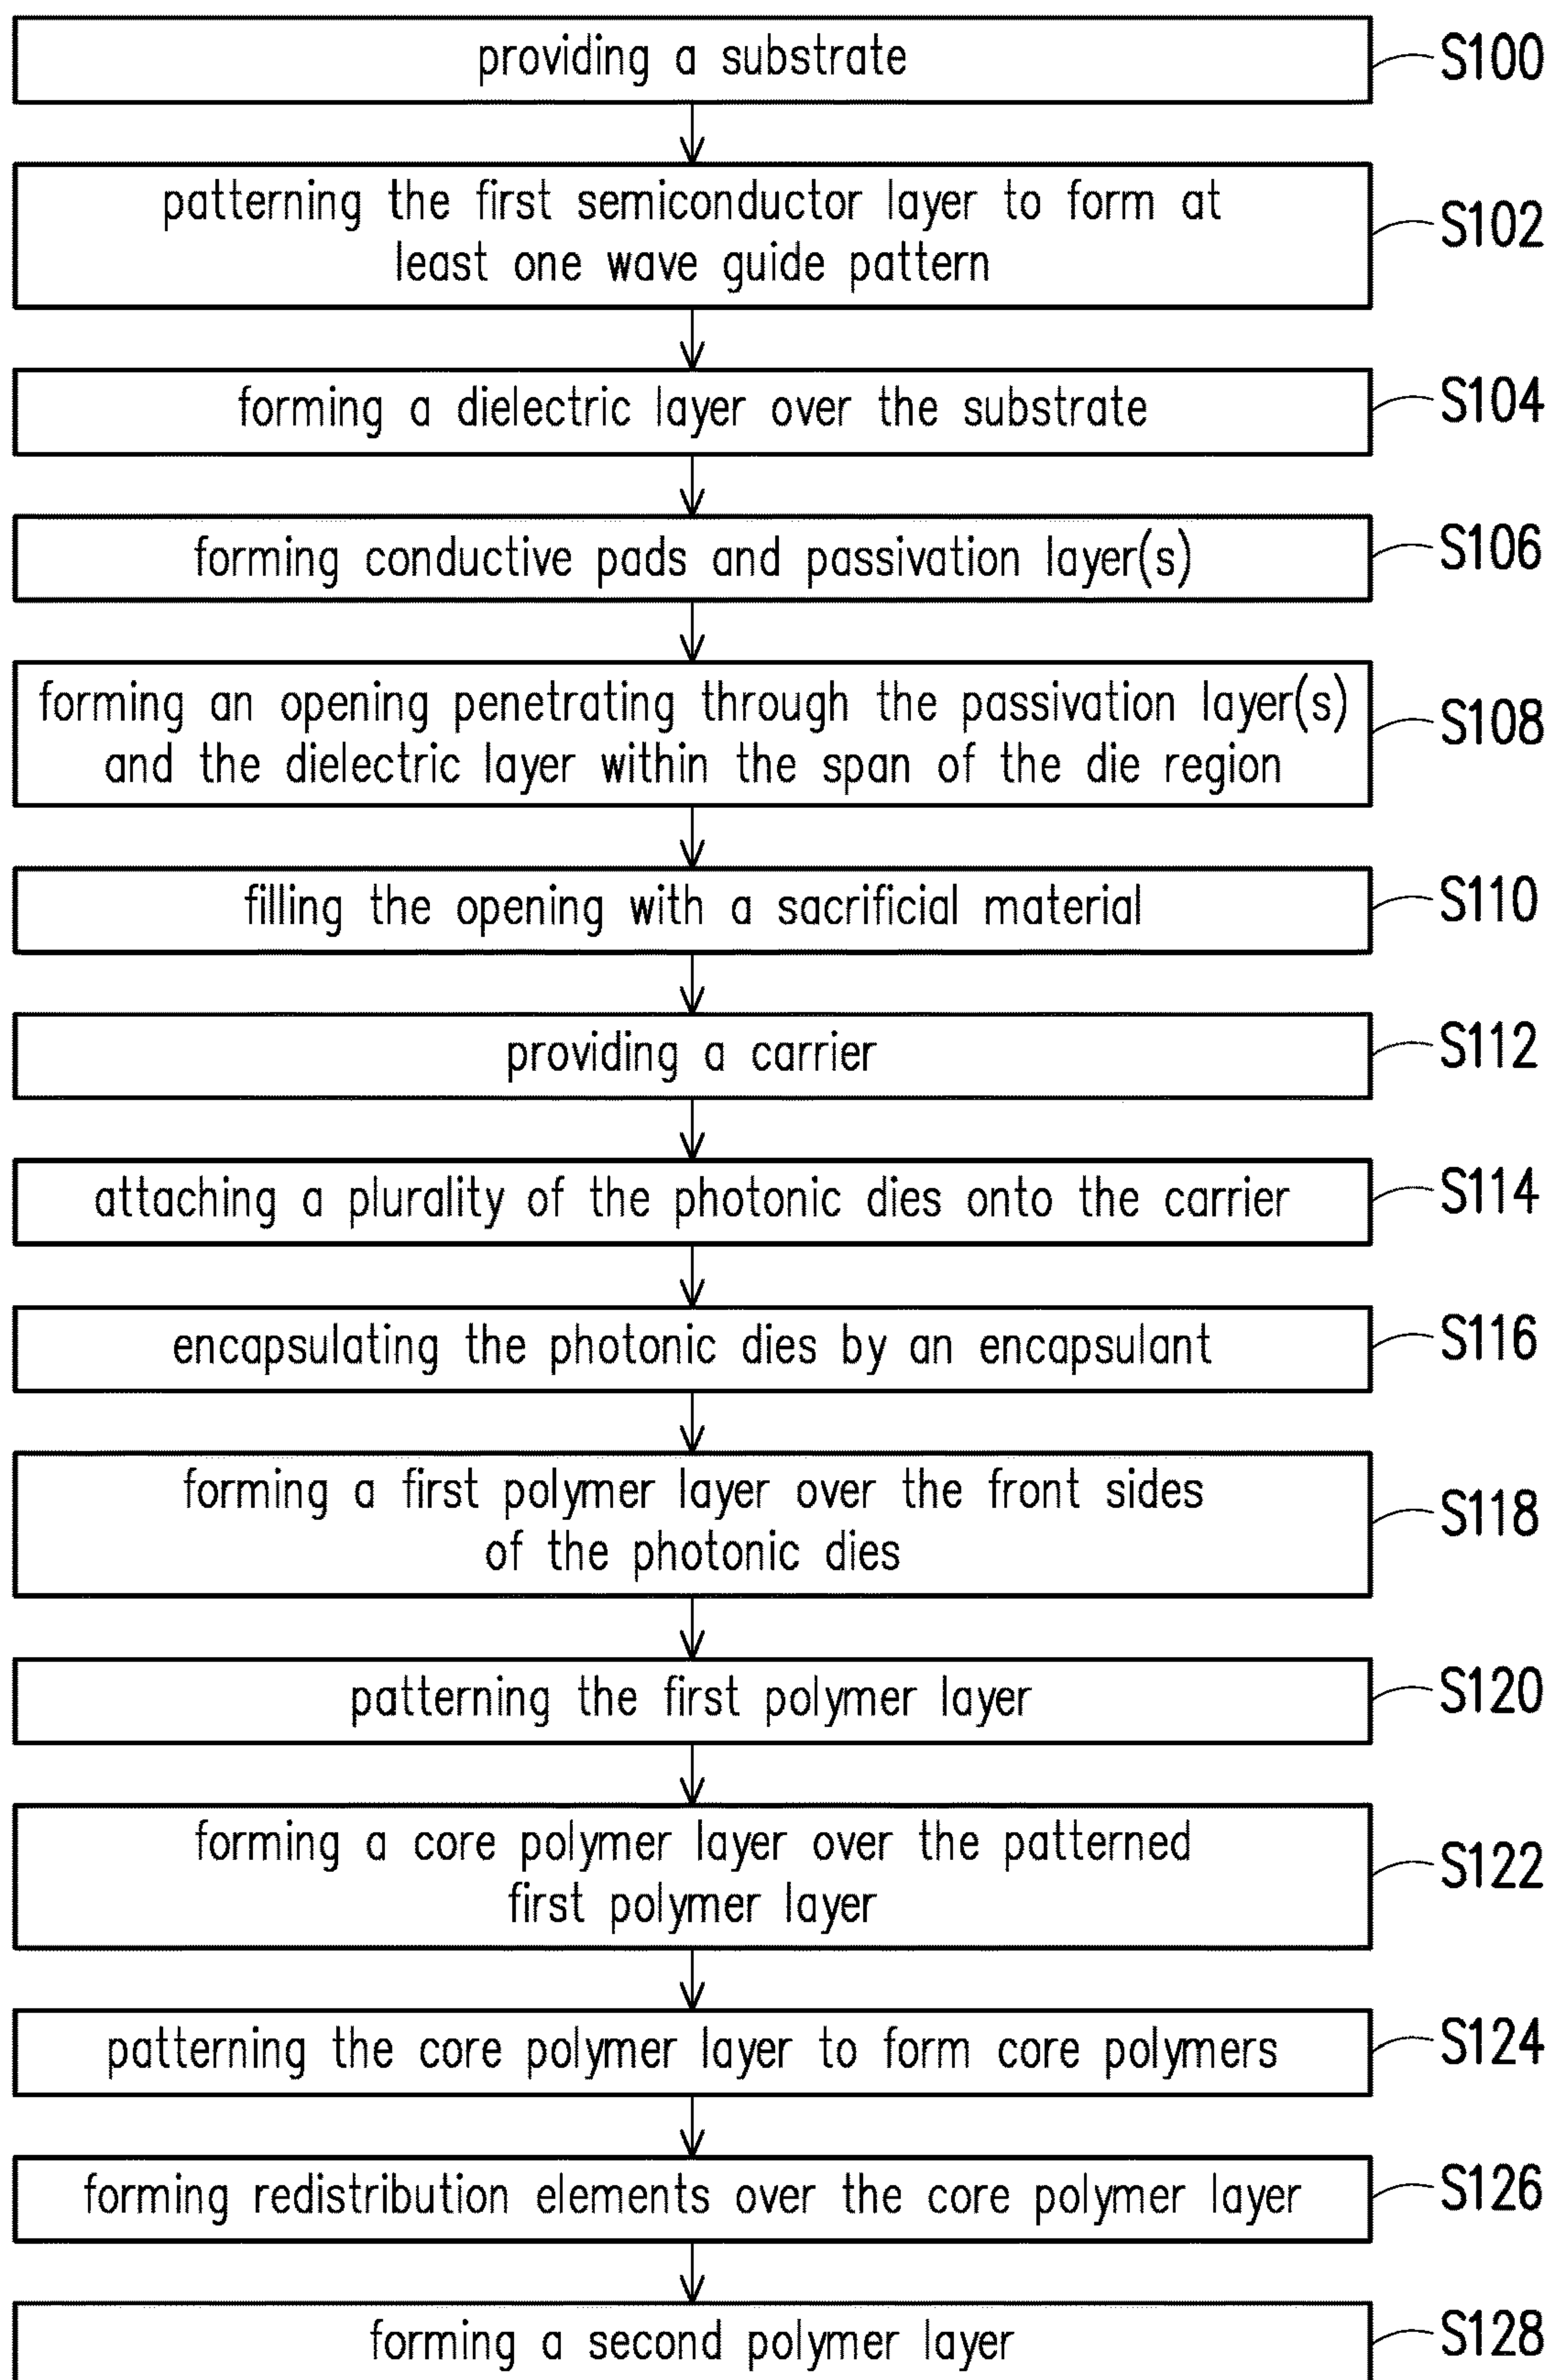 providing a substrate
S100
patterning the first semiconductor layer to form at
least one wave guide pattern
S102
forming a dielectric layer over the substrate
S104
forming conductive pads and passivation layer(s)
S106
forming an opening penetrating through the passivation layer(s)
and the dielectric layer within the span of the die region
S108
filling the opening with a sacrificial material
S110
providing a carrier
S112
attaching a plurality of the photonic dies onto the carrier
S114
encapsulating the photonic dies by an encapsulant
S116
forming a first polymer layer over the front sides
of the photonic dies
S118
patterning the first polymer layer
S120
forming a core polymer layer over the patterned
first polymer layer
S122
patterning the core polymer layer to form core polymers
S124
forming redistribution elements over the core polymer layer
S126
forming a second polymer layer
S128